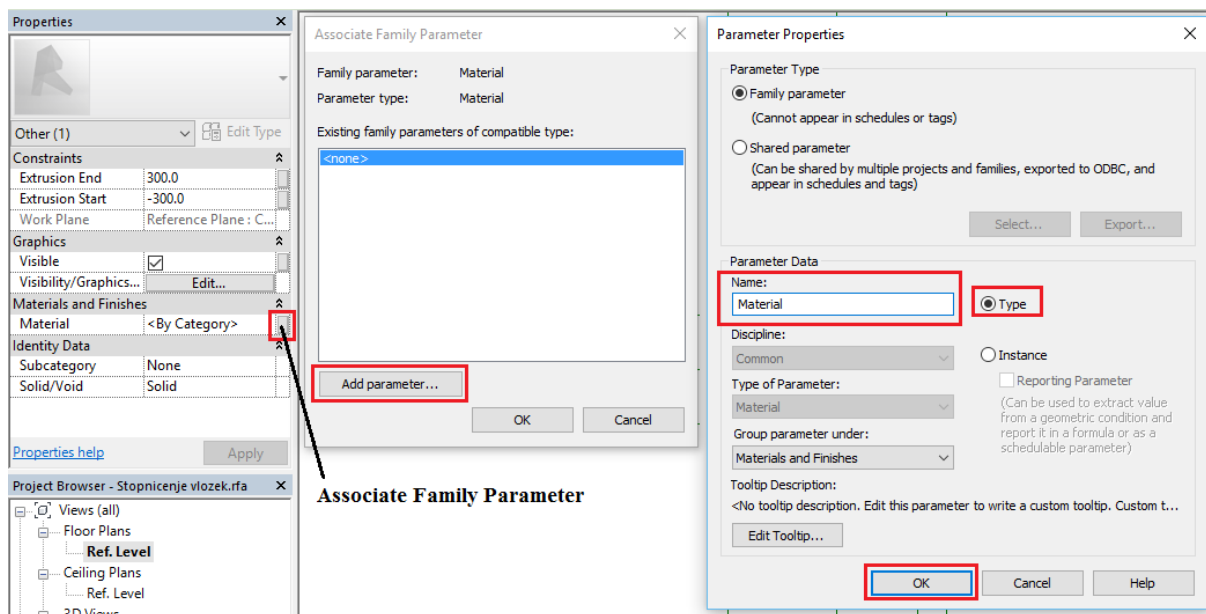 Properties
Other (1)
Edit Type
Constraints
Extrusion End 300.0
Extrusion Start -300.0
Work Plane Reference Plane : C...
Graphics
Visible
Visibility/Graphics... Edit...
Materials and Finishes
Material <By Category>
Identity Data
Subcategory None
Solid/Void Solid
Properties help
Apply
Project Browser - Stopnicenje vlozek.rfa
Views (all)
Floor Plans
Ref. Level
Ceiling Plans
Ref. Level
3D Views
Associate Family Parameter
Family parameter: Material
Parameter type: Material
Existing family parameters of compatible type:
<none>
Add parameter...
OK
Cancel
Associate Family Parameter
Parameter Properties
Parameter Type
Family parameter
(Cannot appear in schedules or tags)
Shared parameter
(Can be shared by multiple projects and families, exported to ODBC, and
appear in schedules and tags)
Select...
Export...
Parameter Data
Name:
Material
Type
Discipline:
Common
Instance
Reporting Parameter
Type of Parameter:
Material
(Can be used to extract value
from a geometric condition and
report it in a formula or as a
schedulable parameter)
Group parameter under:
Materials and Finishes
Tooltip Description:
<No tooltip description. Edit this parameter to write a custom tooltip. Custom t...
Edit Tooltip...
OK
Cancel
Help